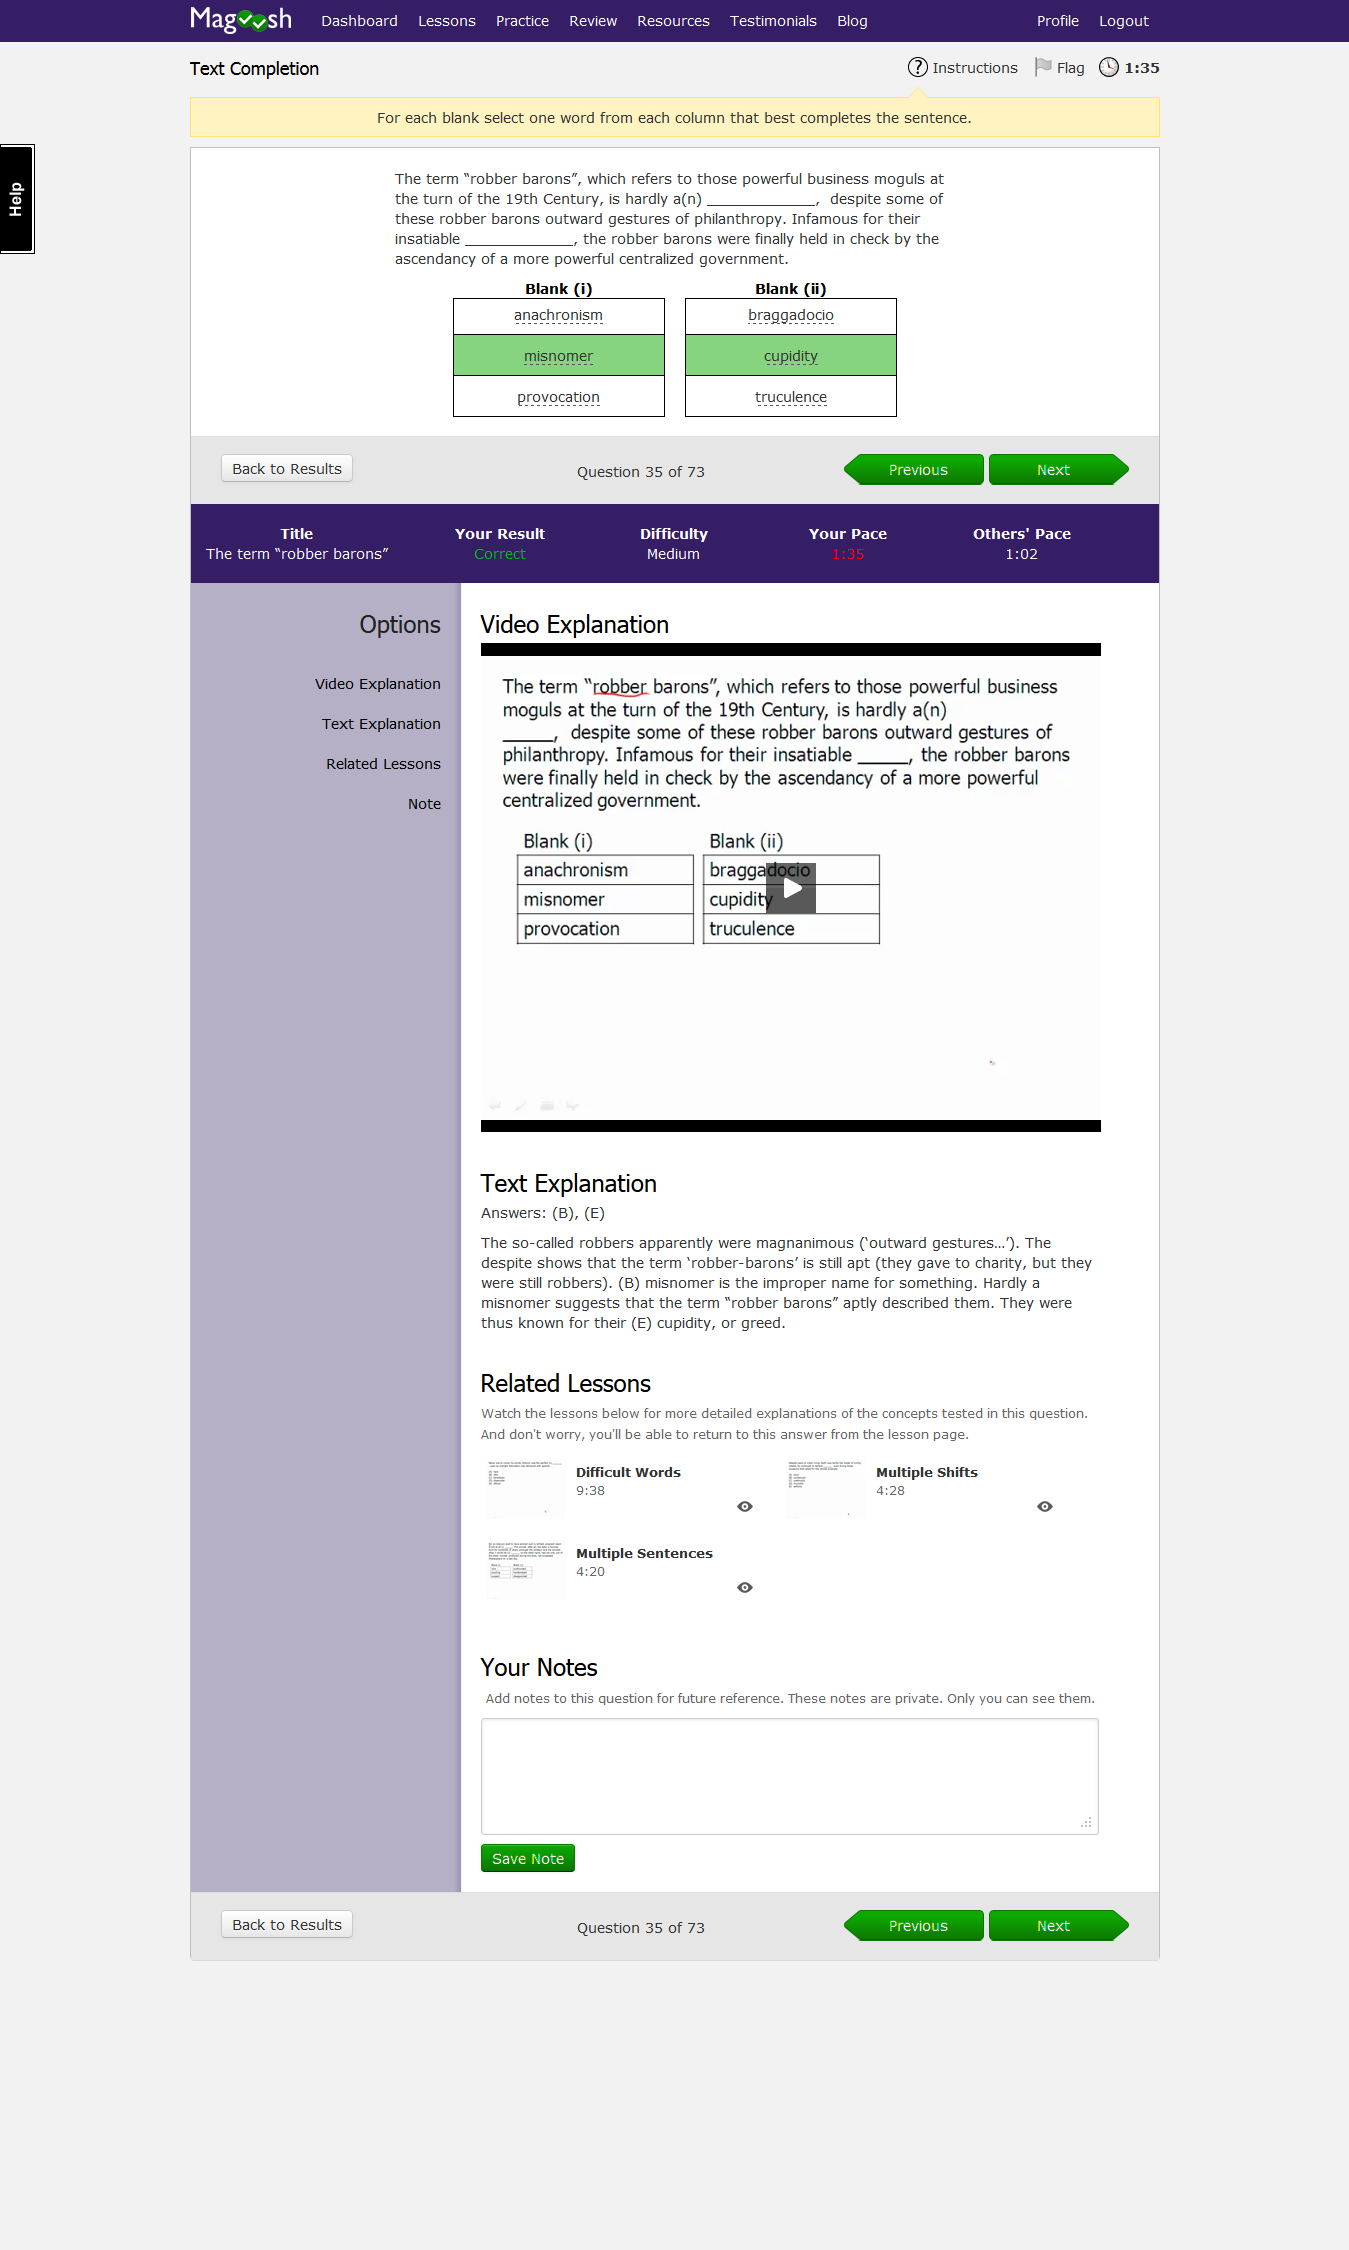 Magoosh Dashboard Lessons Practice Review Resources Testimonials Blog Profile Logout
Text Completion ? Instructions Flag 1:35
For each blank select one word from each column that best completes the sentence.
Help
The term “robber barons”, which refers to those powerful business moguls at
the turn of the 19th Century, is hardly a(n) _____________, despite some of
these robber barons outward gestures of philanthropy. Infamous for their
insatiable _____________, the robber barons were finally held in check by the
ascendancy of a more powerful centralized government.
Blank (i) Blank (ii)
anachronism braggadocio
misnomer cupidity
provocation truculence
Back to Results Question 35 of 73 Previous Next
Title Your Result Difficulty Your Pace Others' Pace
The term “robber barons” Correct Medium 1:35 1:02
Options
Video Explanation
Text Explanation
Related Lessons
Note
Video Explanation
The term “robber barons”, which refers to those powerful business
moguls at the turn of the 19th Century, is hardly a(n)
_____, despite some of these robber barons outward gestures of
philanthropy. Infamous for their insatiable _____, the robber barons
were finally held in check by the ascendancy of a more powerful
centralized government.
Blank (i) Blank (ii)
anachronism braggadocio
misnomer cupidity
provocation truculence
Text Explanation
Answers: (B), (E)
The so-called robbers apparently were magnanimous (‘outward gestures…’). The
despite shows that the term ‘robber-barons’ is still apt (they gave to charity, but they
were still robbers). (B) misnomer is the improper name for something. Hardly a
misnomer suggests that the term “robber barons” aptly described them. They were
thus known for their (E) cupidity, or greed.
Related Lessons
Watch the lessons below for more detailed explanations of the concepts tested in this question.
And don't worry, you'll be able to return to this answer from the lesson page.
Difficult Words Multiple Shifts
9:38 4:28
Multiple Sentences
4:20
Your Notes
Add notes to this question for future reference. These notes are private. Only you can see them.
Save Note
Back to Results Question 35 of 73 Previous Next